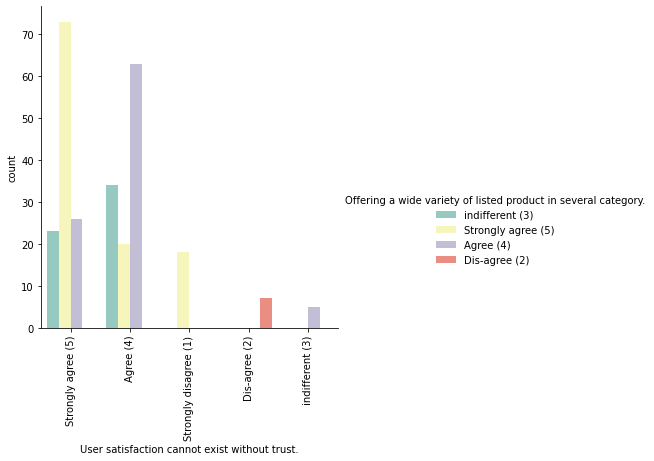 70
60
50
40
30
20
10
0
count
Strongly agree (5)
Agree (4)
Strongly disagree (1)
Dis-agree (2)
indifferent (3)
User satisfaction cannot exist without trust.
Offering a wide variety of listed product in several category.
indifferent (3)
Strongly agree (5)
Agree (4)
Dis-agree (2)